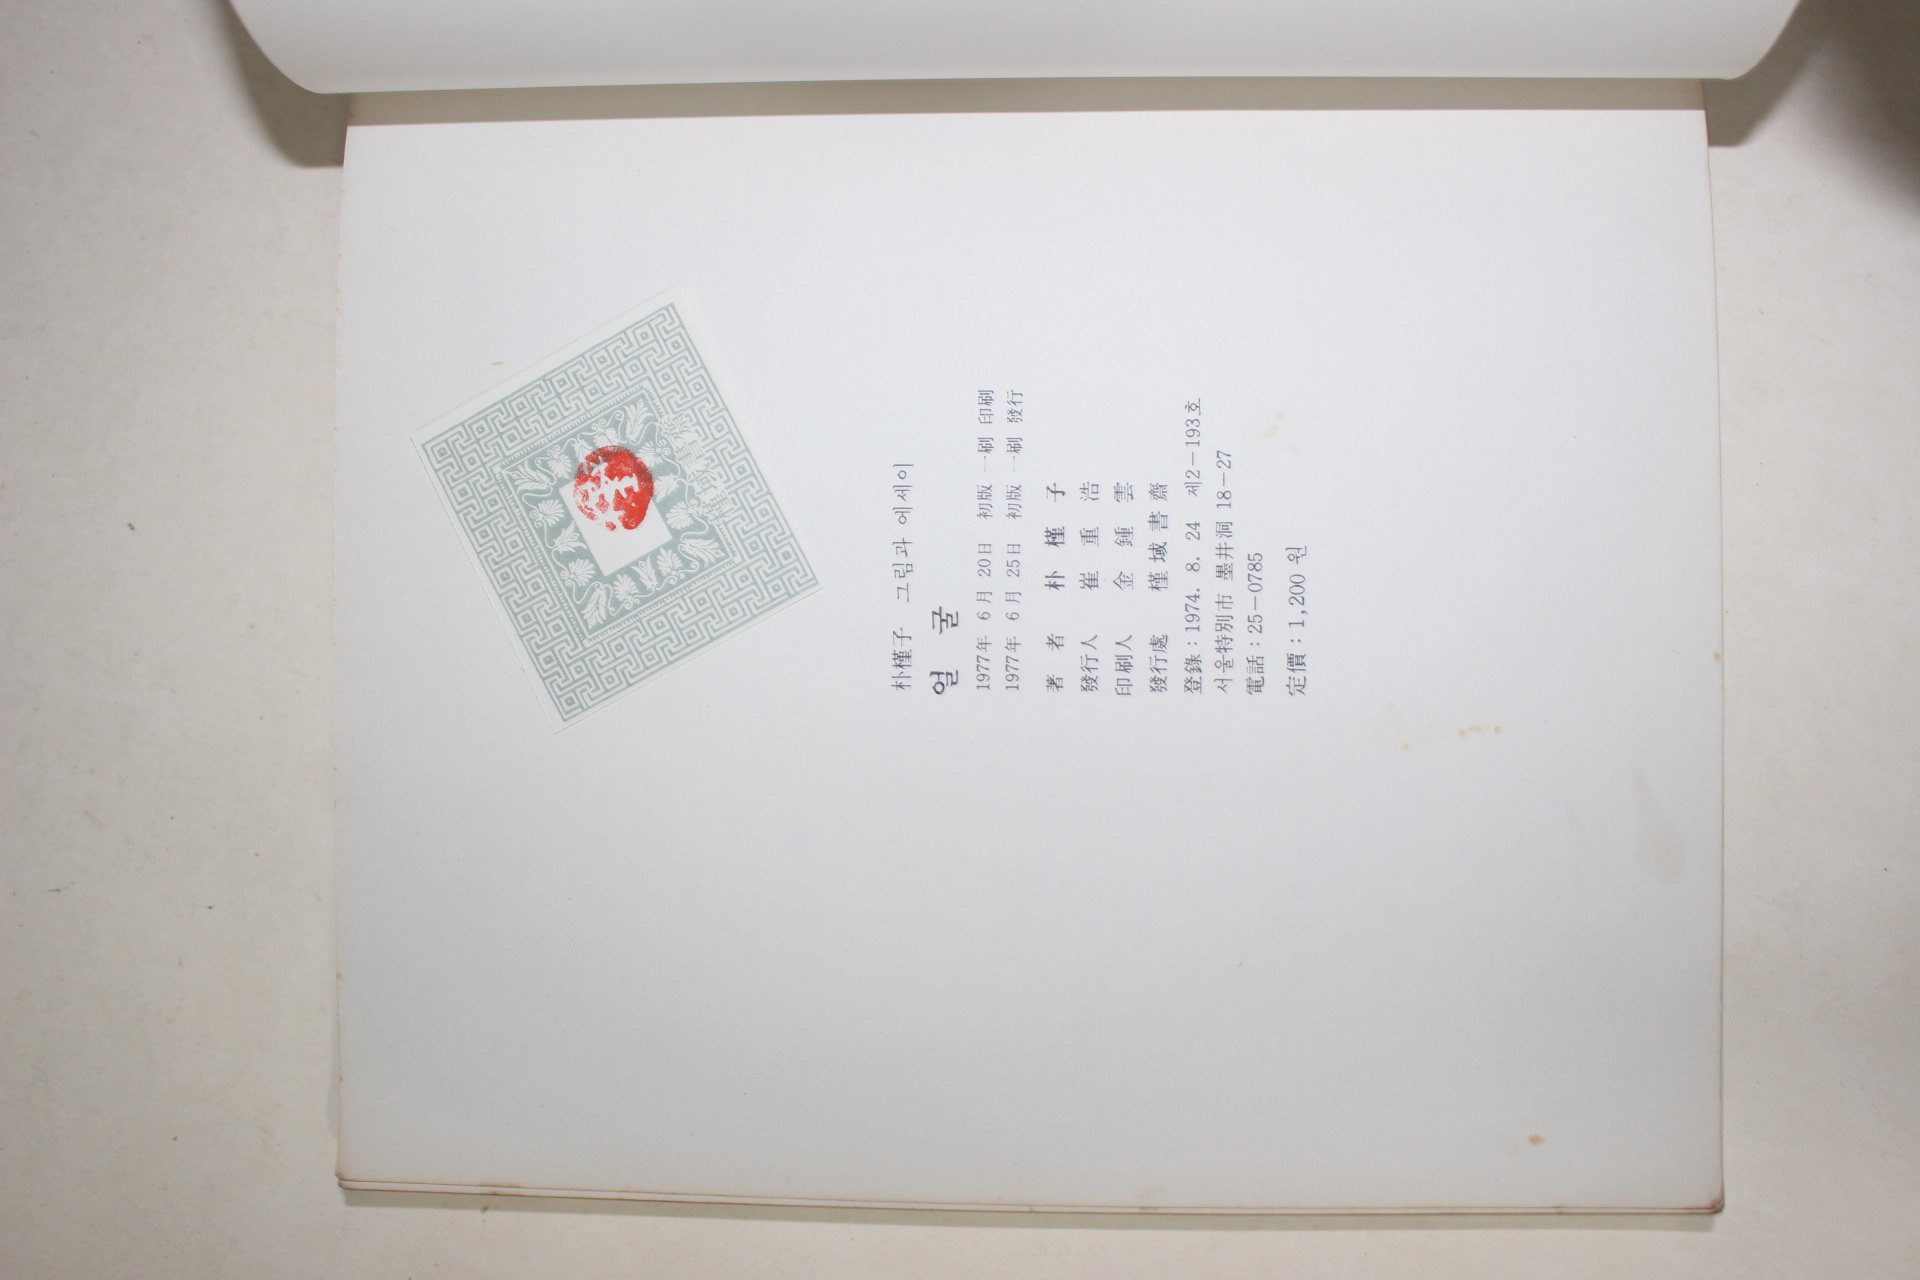 朴槿子 그림과 에세이
얼굴
1977年 6月 20日 初版 一刷 印刷
1977年 6月 25日 初版 一刷 發行
著者 朴槿子
發行人 崔重浩
印刷人 金鍾雲
發行處 槿域書齋
登錄:1974. 8. 24 제2-193호
서울特別市 墨井洞 18-27
電話:25-0785
定價:1,200원